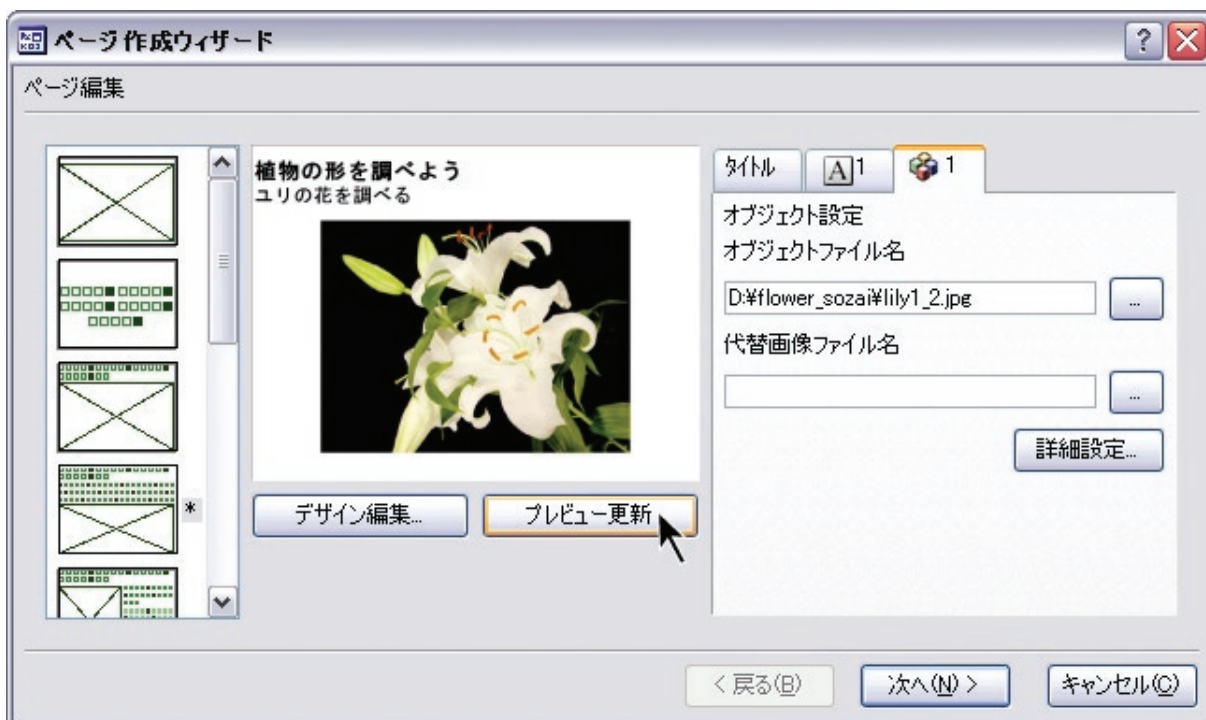 ページ作成ウィザード
ページ編集
*
植物の形を調べよう
ユリの花を調べる
デザイン編集...
プレビュー更新
タイトル
A 1
1
オブジェクト設定
オブジェクトファイル名
D:¥flower_sozai¥lily1_2.jpg
...
代替画像ファイル名
...
詳細設定...
< 戻る(B)
次へ(N) >
キャンセル(C)